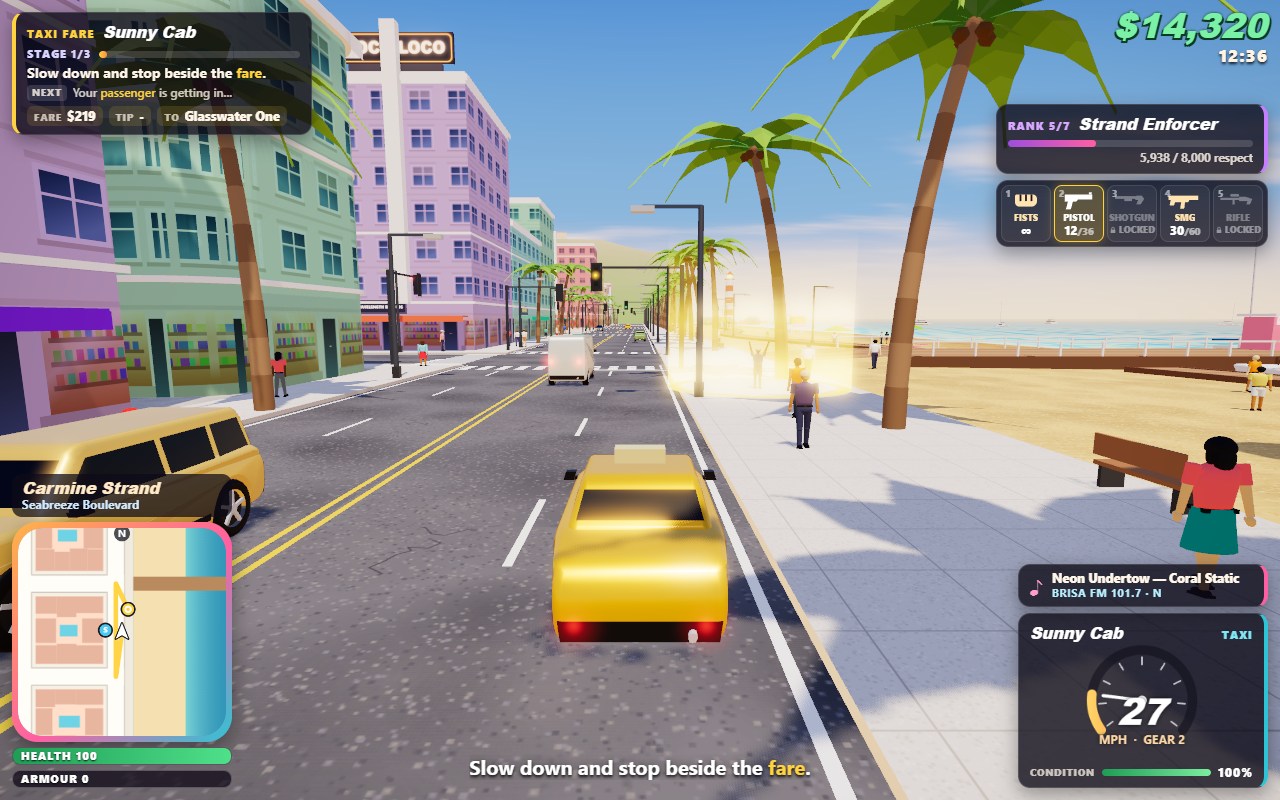 TAXI FARE Sunny Cab
STAGE 1/3
Slow down and stop beside the fare.
NEXT Your passenger is getting in...
FARE $219 TIP - TO Glasswater One
LOCO
$14,320
12:36
RANK 5/7 Strand Enforcer
5,938 / 8,000 respect
1 FISTS ∞
2 PISTOL 12/36
3 SHOTGUN LOCKED
4 SMG 30/60
5 RIFLE LOCKED
Carmine Strand
Seabreeze Boulevard
N
S
HEALTH 100
ARMOUR 0
Slow down and stop beside the fare.
Neon Undertow — Coral Static
BRISA FM 101.7 · N
Sunny Cab TAXI
27
MPH · GEAR 2
CONDITION 100%